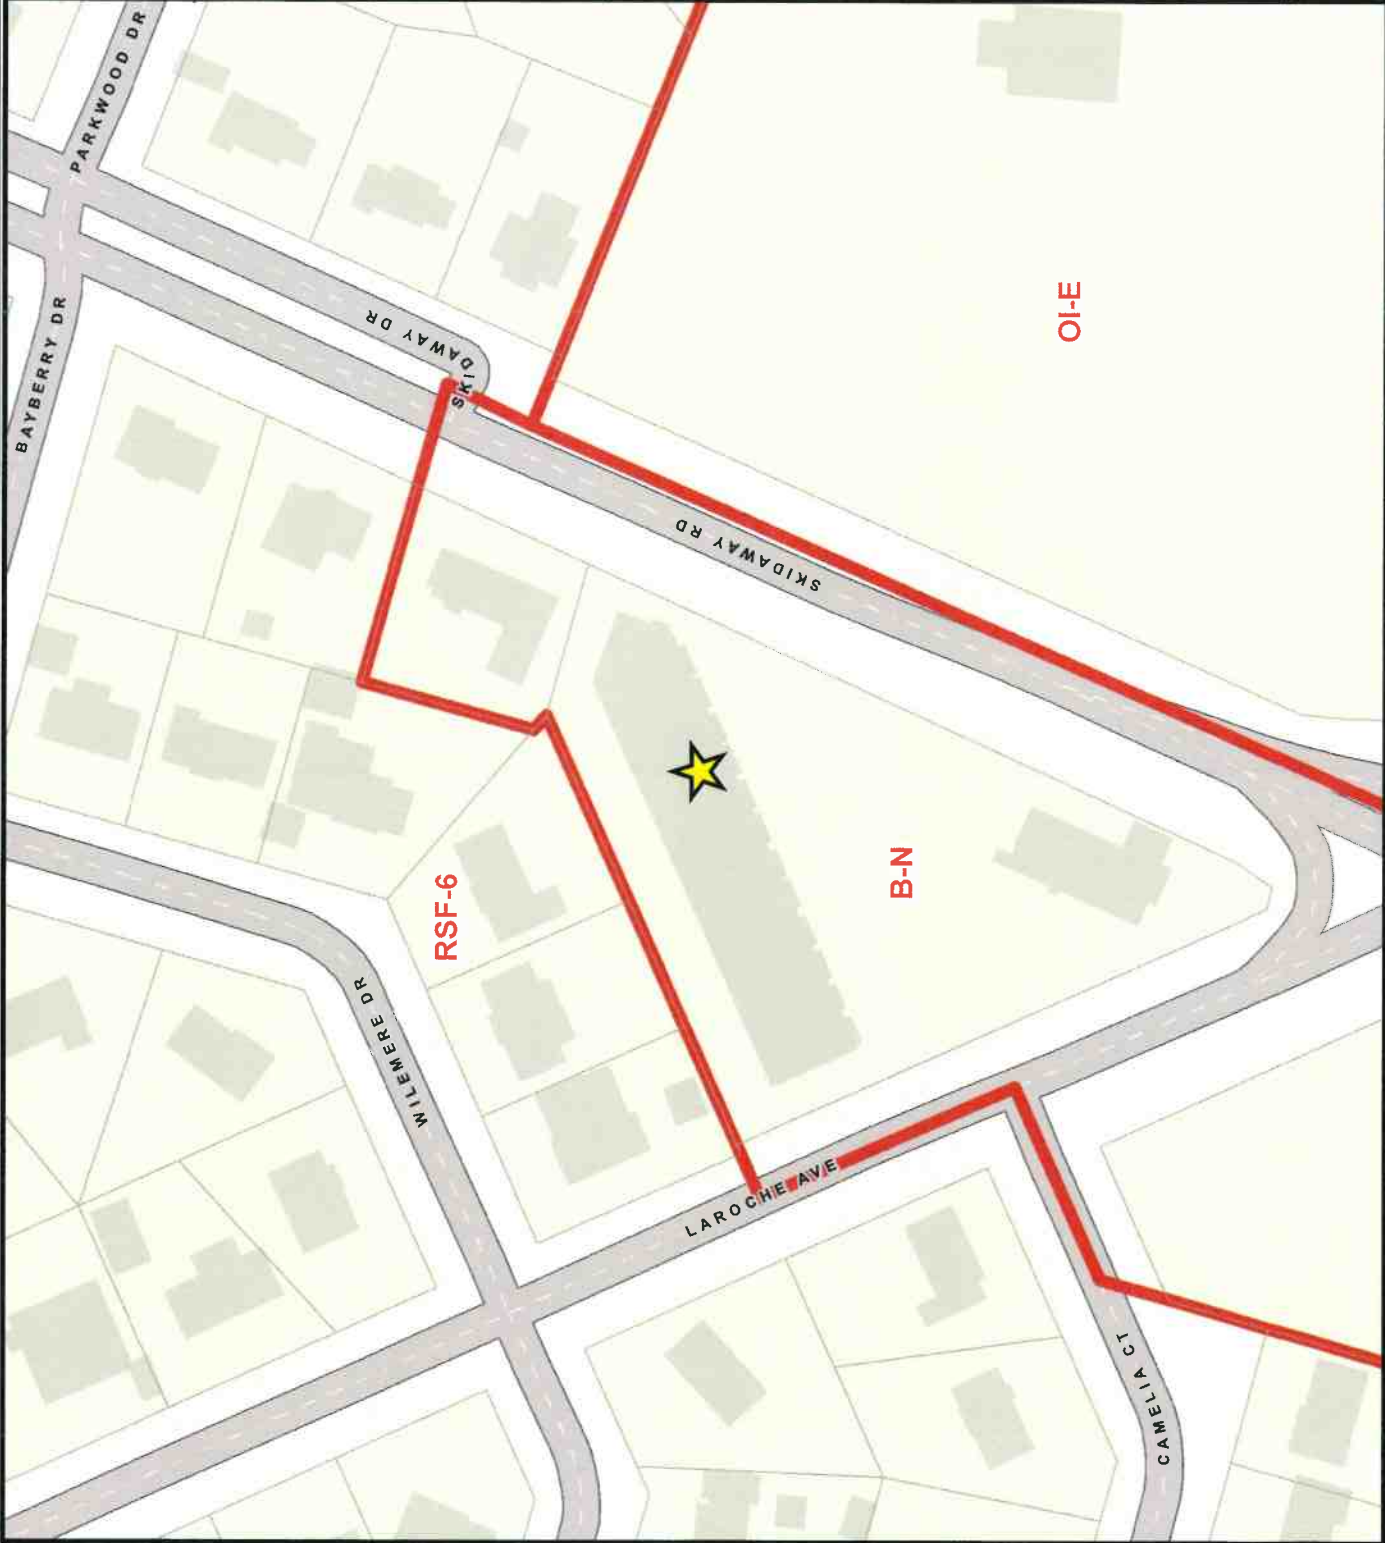 PARKWOOD DR
BAYBERRY DR
SKIDAWAY DR
OI-E
SKIDAWAY RD
B-N
RSF-6
WILEMERE DR
LAROCHE AVE
CAMELIA CT